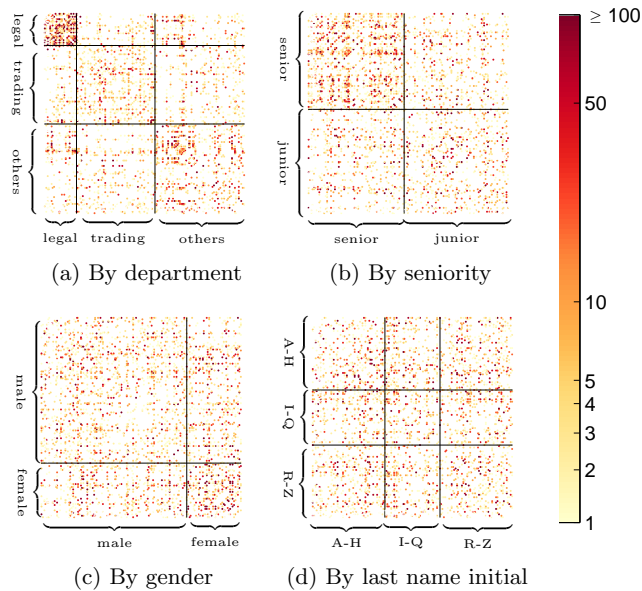 legal
trading
others
legal trading others
(a) By department
senior
junior
senior junior
(b) By seniority
male
female
male female
(c) By gender
A-H
I-Q
R-Z
A-H I-Q R-Z
(d) By last name initial
≥ 100
50
10
5
4
3
2
1